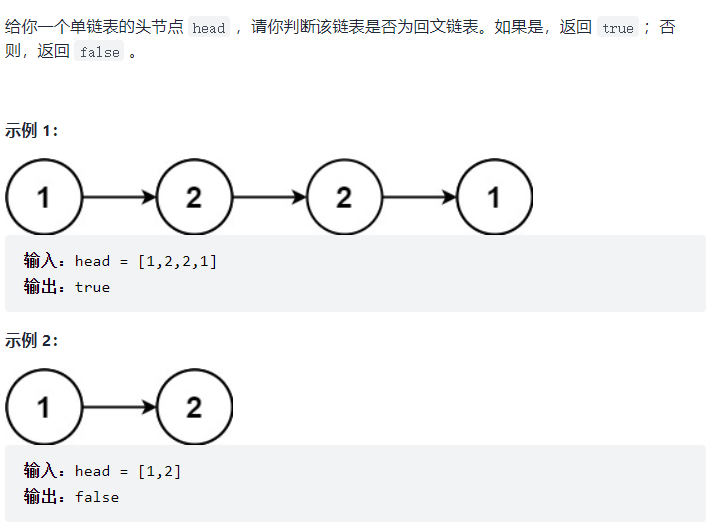 给你一个单链表的头节点 head ，请你判断该链表是否为回文链表。如果是，返回 true ；否
则，返回 false 。
示例 1：
1 2 2 1
输入：head = [1,2,2,1]
输出：true
示例 2：
1 2
输入：head = [1,2]
输出：false